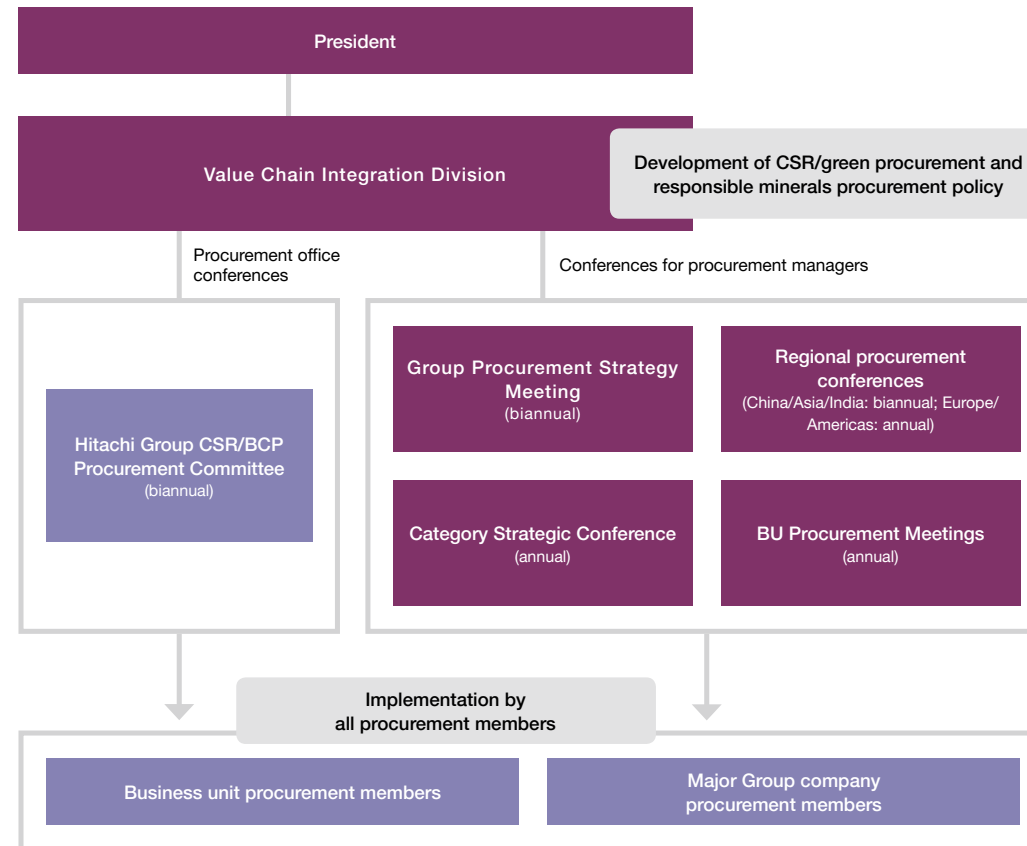 President
Value Chain Integration Division
Development of CSR/green procurement and
responsible minerals procurement policy
Procurement office
conferences
Conferences for procurement managers
Hitachi Group CSR/BCP
Procurement Committee
(biannual)
Group Procurement Strategy
Meeting
(biannual)
Regional procurement
conferences
(China/Asia/India: biannual; Europe/
Americas: annual)
Category Strategic Conference
(annual)
BU Procurement Meetings
(annual)
Implementation by
all procurement members
Business unit procurement members
Major Group company
procurement members